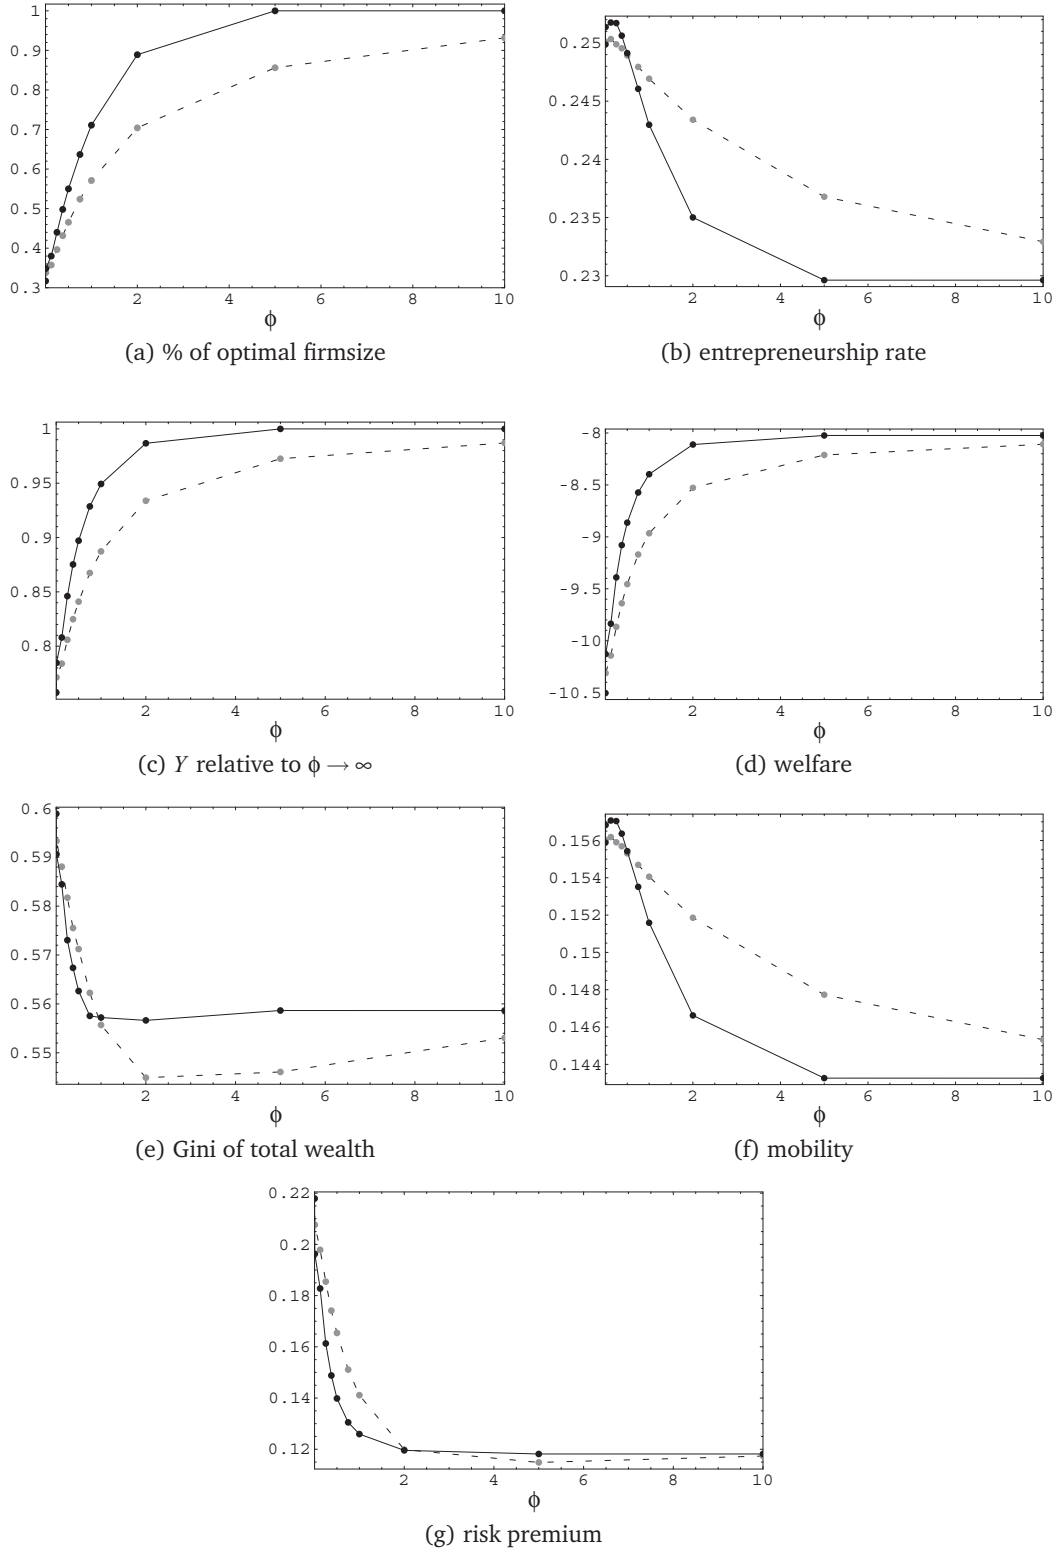 1
0.9
0.8
0.7
0.6
0.5
0.4
0.3
2 4 6 8 10
ϕ
(a) % of optimal firmsize
0.25
0.245
0.24
0.235
0.23
2 4 6 8 10
ϕ
(b) entrepreneurship rate
1
0.95
0.9
0.85
0.8
2 4 6 8 10
ϕ
(c) Y relative to ϕ → ∞
-8
-8.5
-9
-9.5
-10
-10.5
2 4 6 8 10
ϕ
(d) welfare
0.6
0.59
0.58
0.57
0.56
0.55
2 4 6 8 10
ϕ
(e) Gini of total wealth
0.156
0.154
0.152
0.15
0.148
0.146
0.144
2 4 6 8 10
ϕ
(f) mobility
0.22
0.2
0.18
0.16
0.14
0.12
2 4 6 8 10
ϕ
(g) risk premium